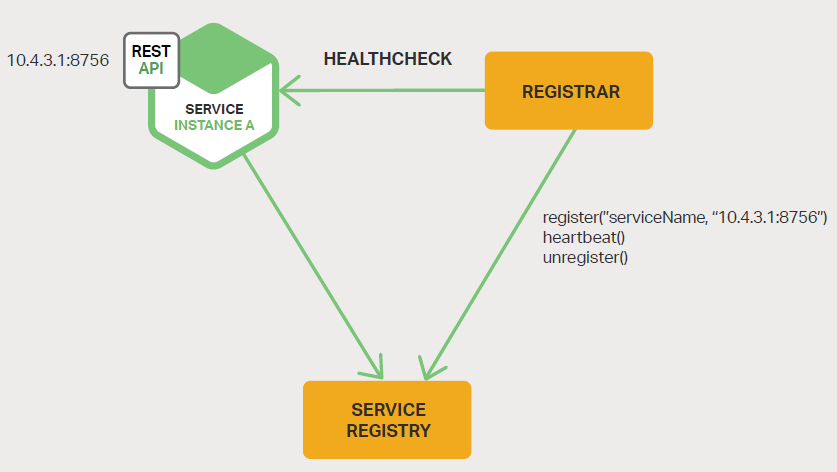 10.4.3.1:8756
REST
API
SERVICE
INSTANCE A
HEALTHCHECK
REGISTRAR
register("serviceName, “10.4.3.1:8756")
heartbeat()
unregister()
SERVICE
REGISTRY